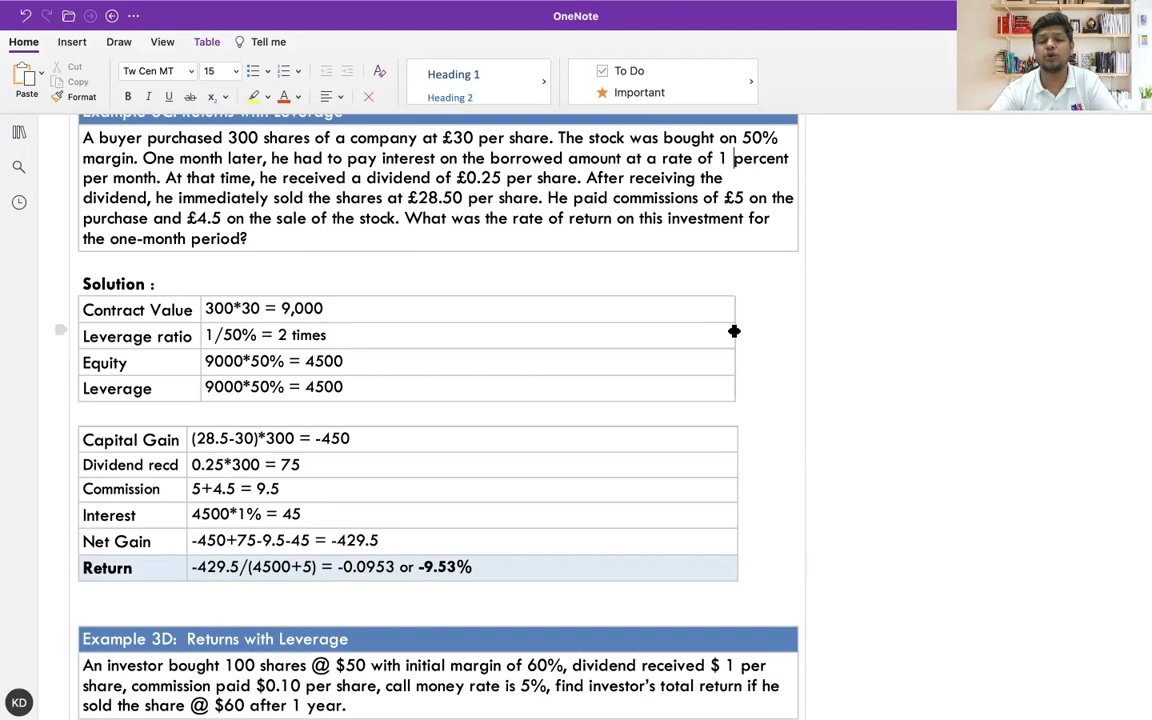 OneNote
Home Insert Draw View Table Tell me
Paste
Cut
Copy
Format
Tw Cen MT 15
B I U ab X₂ A
Heading 1
Heading 2
To Do
Important
Example 3C: Returns with Leverage
A buyer purchased 300 shares of a company at £30 per share. The stock was bought on 50%
margin. One month later, he had to pay interest on the borrowed amount at a rate of 1 percent
per month. At that time, he received a dividend of £0.25 per share. After receiving the
dividend, he immediately sold the shares at £28.50 per share. He paid commissions of £5 on the
purchase and £4.5 on the sale of the stock. What was the rate of return on this investment for
the one-month period?
Solution :
Contract Value 300*30 = 9,000
Leverage ratio 1/50% = 2 times
Equity 9000*50% = 4500
Leverage 9000*50% = 4500
Capital Gain (28.5-30)*300 = -450
Dividend recd 0.25*300 = 75
Commission 5+4.5 = 9.5
Interest 4500*1% = 45
Net Gain -450+75-9.5-45 = -429.5
Return -429.5/(4500+5) = -0.0953 or -9.53%
Example 3D: Returns with Leverage
An investor bought 100 shares @ $50 with initial margin of 60%, dividend received $ 1 per
share, commission paid $0.10 per share, call money rate is 5%, find investor's total return if he
sold the share @ $60 after 1 year.
KD